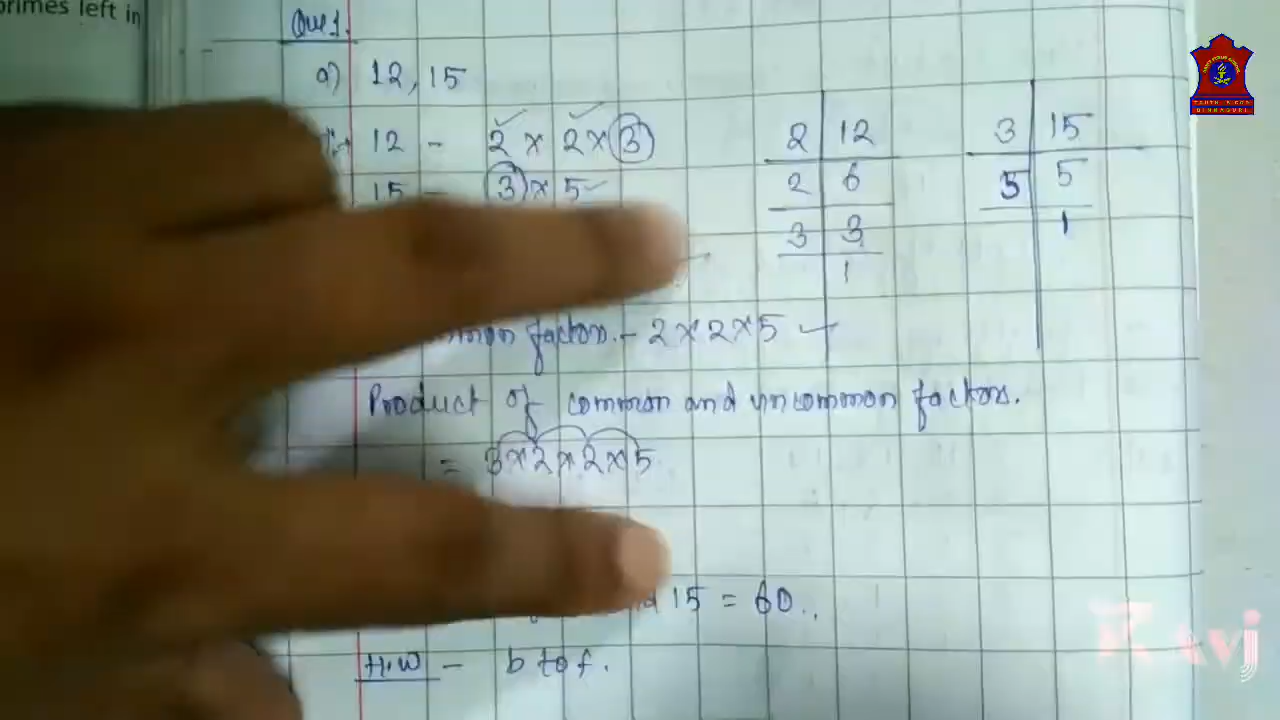 primes left in
Que 1.
a) 12, 15
12 - 2 x 2 x 3
15 - 3 x 5
2 | 12
2 | 6
3 | 3
1
3 | 15
5 | 5
1
factors. - 2 x 2 x 5
Product of common and uncommon factors.
= 3 x 2 x 2 x 5
15 = 60.
H.W - b to f.